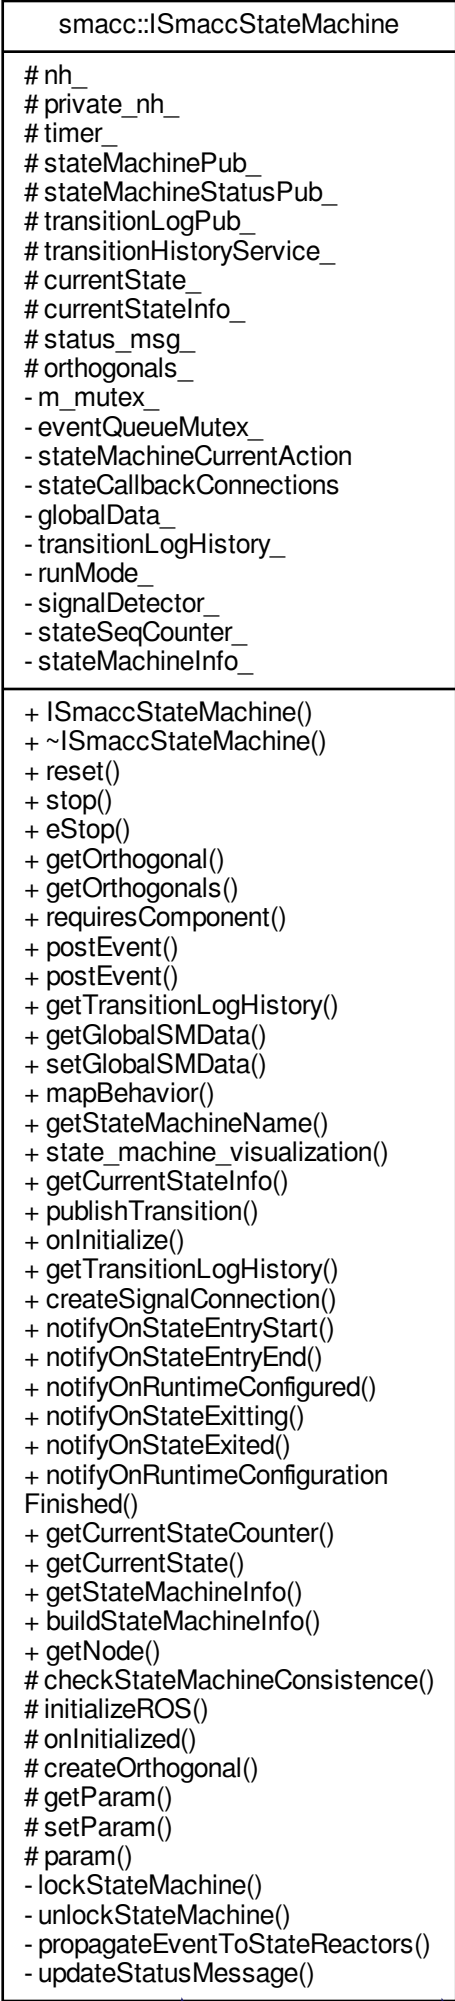 smacc::ISmaccStateMachine
# nh_
# private_nh_
# timer_
# stateMachinePub_
# stateMachineStatusPub_
# transitionLogPub_
# transitionHistoryService_
# currentState_
# currentStateInfo_
# status_msg_
# orthogonals_
- m_mutex_
- eventQueueMutex_
- stateMachineCurrentAction
- stateCallbackConnections
- globalData_
- transitionLogHistory_
- runMode_
- signalDetector_
- stateSeqCounter_
- stateMachineInfo_
+ ISmaccStateMachine()
+ ~ISmaccStateMachine()
+ reset()
+ stop()
+ eStop()
+ getOrthogonal()
+ getOrthogonals()
+ requiresComponent()
+ postEvent()
+ postEvent()
+ getTransitionLogHistory()
+ getGlobalSMData()
+ setGlobalSMData()
+ mapBehavior()
+ getStateMachineName()
+ state_machine_visualization()
+ getCurrentStateInfo()
+ publishTransition()
+ onInitialize()
+ getTransitionLogHistory()
+ createSignalConnection()
+ notifyOnStateEntryStart()
+ notifyOnStateEntryEnd()
+ notifyOnRuntimeConfigured()
+ notifyOnStateExitting()
+ notifyOnStateExited()
+ notifyOnRuntimeConfiguration
Finished()
+ getCurrentStateCounter()
+ getCurrentState()
+ getStateMachineInfo()
+ buildStateMachineInfo()
+ getNode()
# checkStateMachineConsistence()
# initializeROS()
# onInitialized()
# createOrthogonal()
# getParam()
# setParam()
# param()
- lockStateMachine()
- unlockStateMachine()
- propagateEventToStateReactors()
- updateStatusMessage()